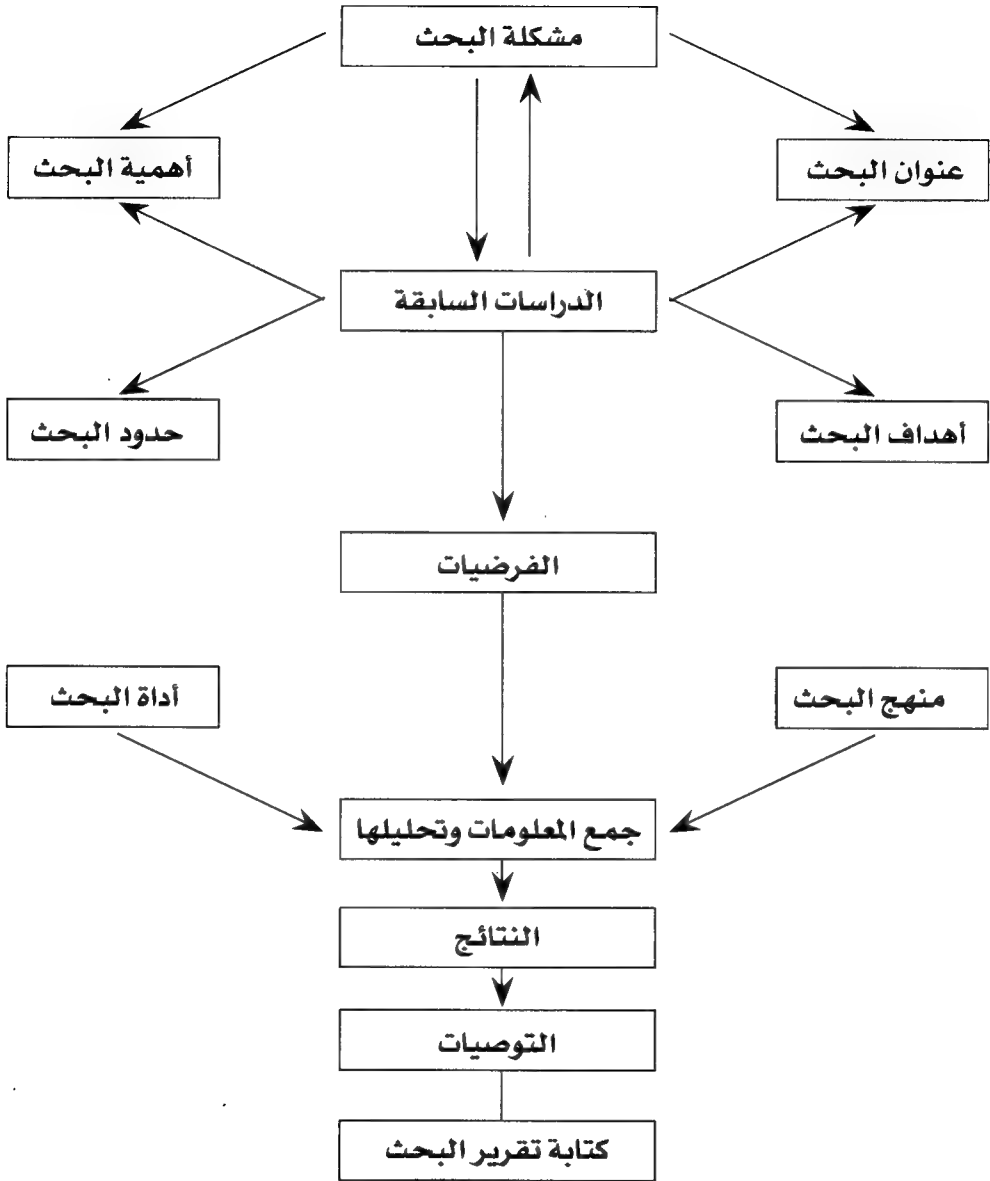 مشكلة البحث
عنوان البحث
أهمية البحث
الدراسات السابقة
أهداف البحث
حدود البحث
الفرضيات
منهج البحث
أداة البحث
جمع المعلومات وتحليلها
النتائج
التوصيات
كتابة تقرير البحث